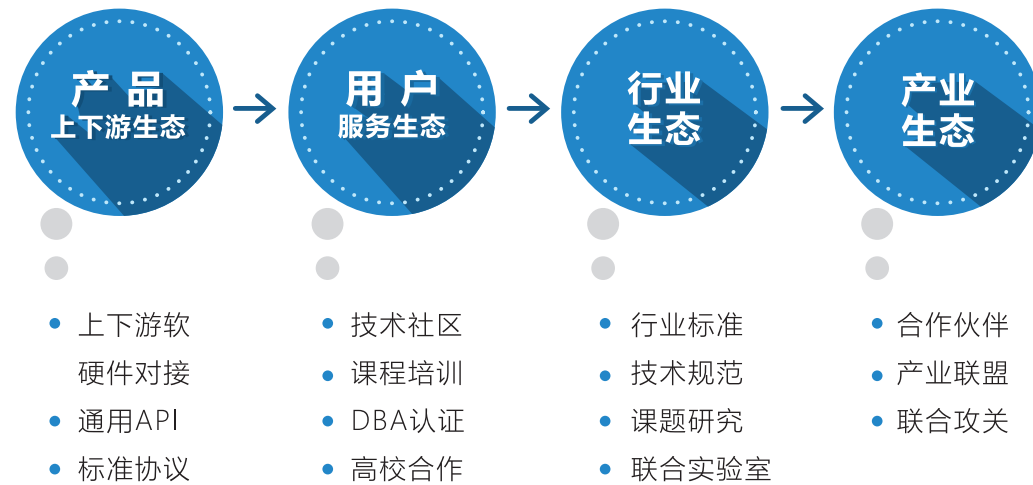 产 品
上下游生态
用 户
服务生态
行业
生态
产业
生态
上下游软
硬件对接
通用API
标准协议
技术社区
课程培训
DBA认证
高校合作
行业标准
技术规范
课题研究
联合实验室
合作伙伴
产业联盟
联合攻关